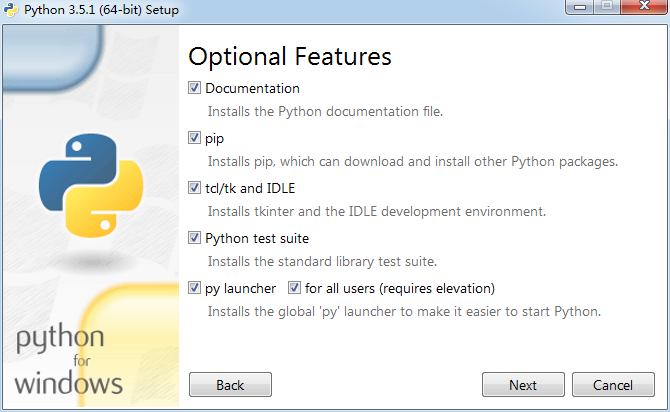 Python 3.5.1 (64-bit) Setup
Optional Features
Documentation
Installs the Python documentation file.
pip
Installs pip, which can download and install other Python packages.
tcl/tk and IDLE
Installs tkinter and the IDLE development environment.
Python test suite
Installs the standard library test suite.
py launcher for all users (requires elevation)
Installs the global 'py' launcher to make it easier to start Python.
python
for
windows
Back Next Cancel